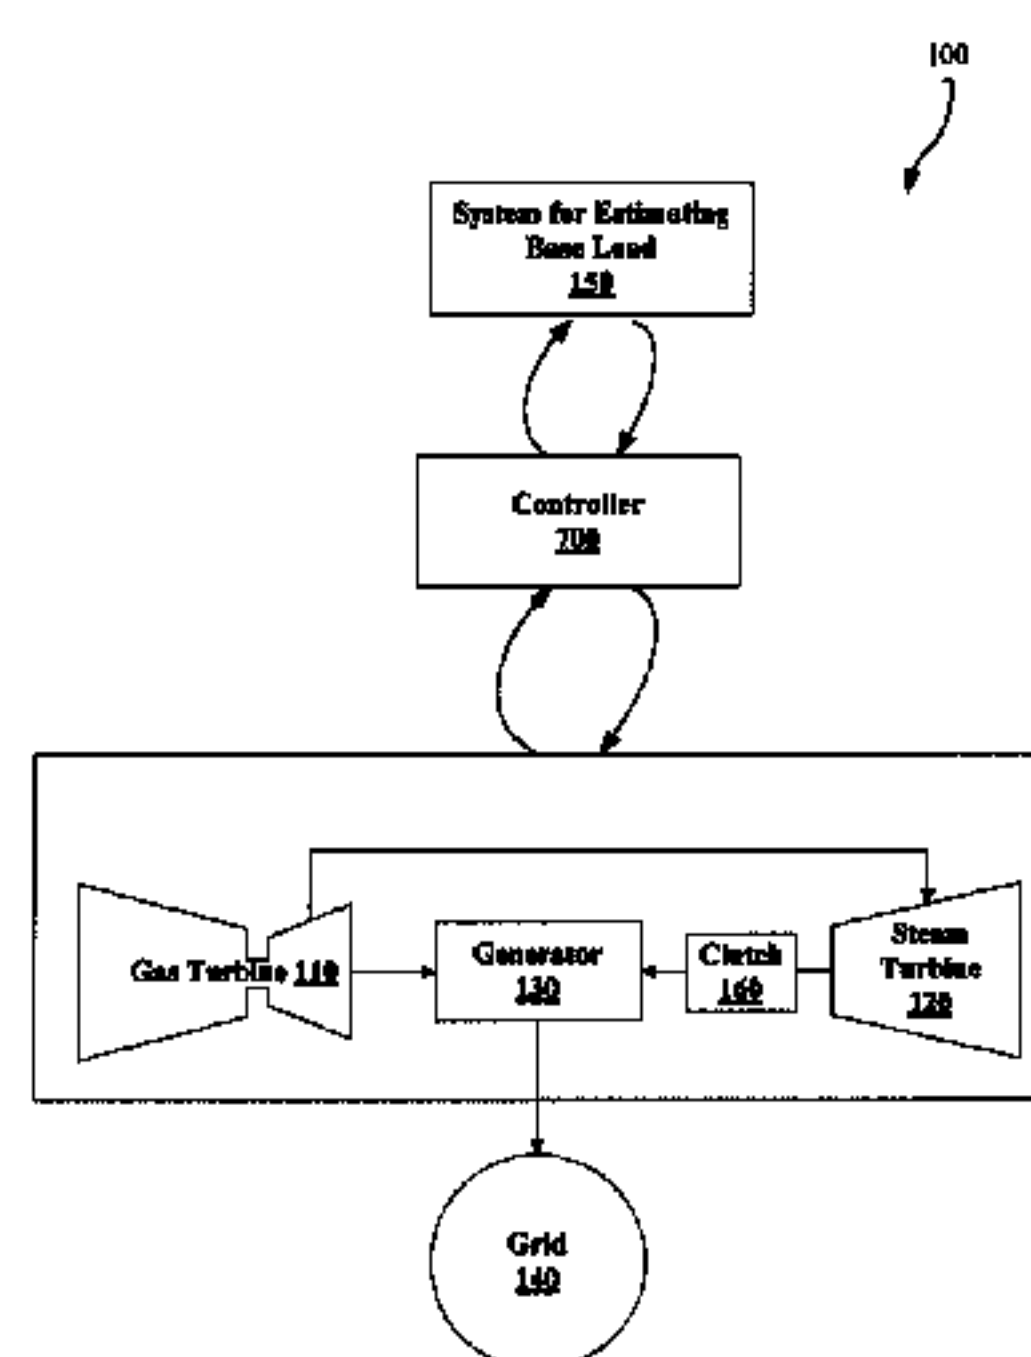 100
System for Estimating
Base Load
150
Controller
700
Gas Turbine 110
Generator
130
Clutch
160
Steam
Turbine
120
Grid
140